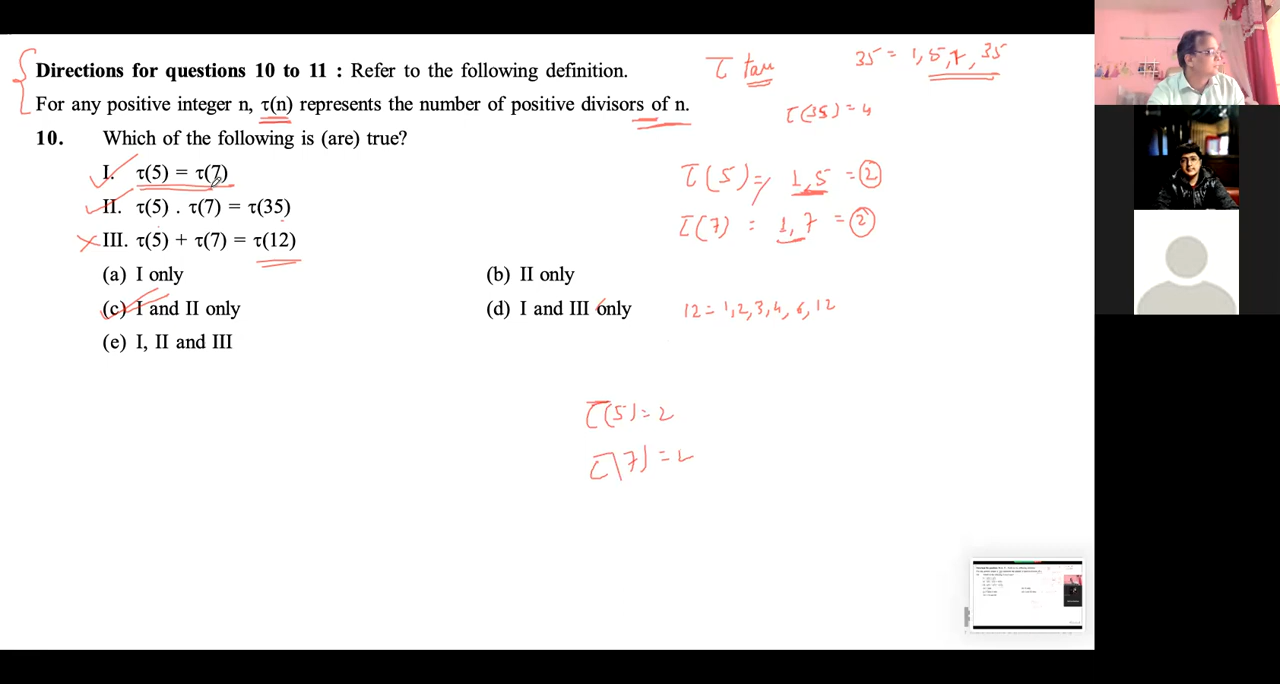 Directions for questions 10 to 11 : Refer to the following definition.
For any positive integer n, τ(n) represents the number of positive divisors of n.
10. Which of the following is (are) true?
I. τ(5) = τ(7)
II. τ(5) . τ(7) = τ(35)
III. τ(5) + τ(7) = τ(12)
(a) I only (b) II only
(c) I and II only (d) I and III only
(e) I, II and III
τ tau
35 = 1, 5, 7, 35
τ(35) = 4
τ(5) = 1, 5 = 2
τ(7) = 1, 7 = 2
12 = 1, 2, 3, 4, 6, 12
τ(5) = 2
τ(7) = 2